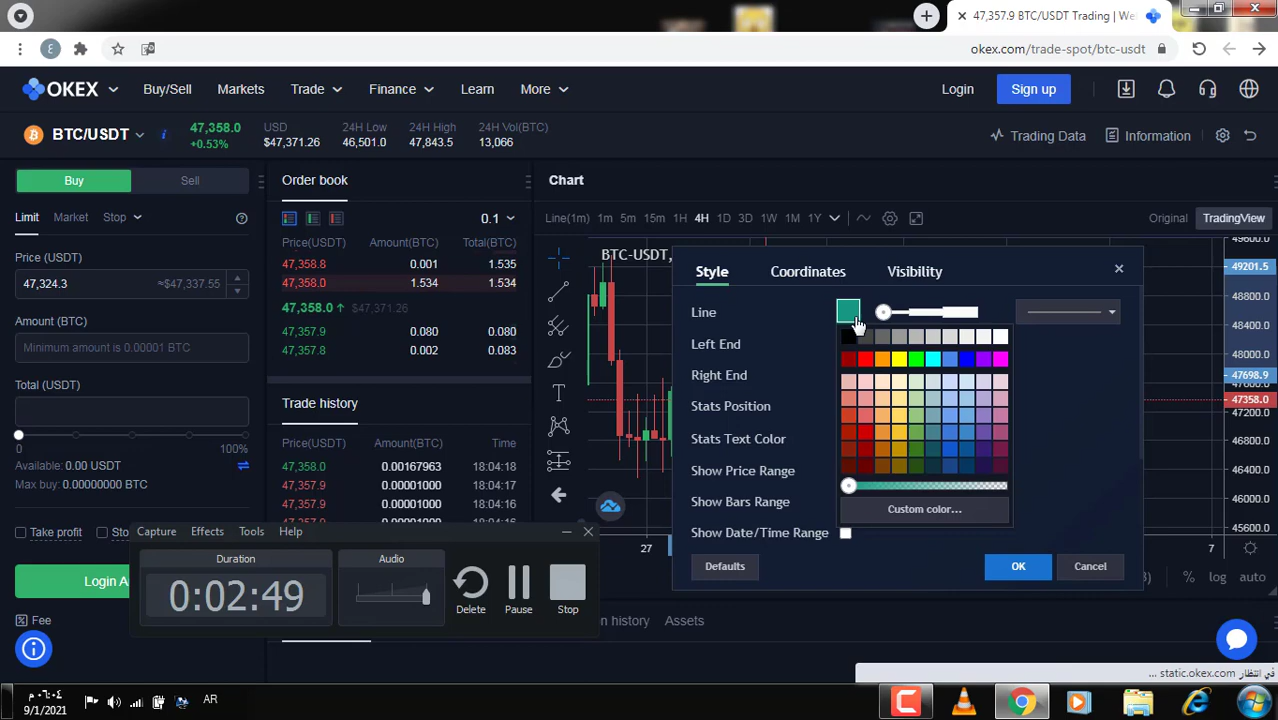 47,357.9 BTC/USDT Trading | We
okex.com/trade-spot/btc-usdt
OKEX
Buy/Sell
Markets
Trade
Finance
Learn
More
Login
Sign up
BTC/USDT
47,358.0
+0.53%
USD
$47,371.26
24H Low
46,501.0
24H High
47,843.5
24H Vol(BTC)
13,066
Trading Data
Information
Buy
Sell
Limit
Market
Stop
Price (USDT)
47,324.3
≈$47,337.55
Amount (BTC)
Minimum amount is 0.00001 BTC
Total (USDT)
0
100%
Available: 0.00 USDT
Max buy: 0.00000000 BTC
Take profit
Sto
Login A
Fee
Order book
0.1
Price(USDT) Amount(BTC) Total(BTC)
47,358.8 0.001 1.535
47,358.0 1.534 1.534
47,358.0 ↑ $47,371.26
47,357.9 0.080 0.080
47,357.8 0.002 0.083
Trade history
Price(USDT) Amount(BTC) Time
47,358.0 0.00167963 18:04:18
47,358.0 0.00001000 18:04:17
47,358.0 0.00001000 18:04:16
Chart
Line(1m) 1m 5m 15m 1H 4H 1D 3D 1W 1M 1Y
Original
TradingView
BTC-USDT,
49600.0
49201.5
48800.0
48400.0
48000.0
47698.9
47358.0
47200.0
46800.0
46400.0
46000.0
45600.0
27
7
% log auto
Style
Coordinates
Visibility
Line
Left End
Right End
Stats Position
Stats Text Color
Show Price Range
Show Bars Range
Show Date/Time Range
Custom color...
Defaults
OK
Cancel
Capture
Effects
Tools
Help
Duration
0:02:49
Audio
Delete
Pause
Stop
n history
Assets
في انتظار static.okex.com ...
AR
٠٦:٠٤ م
9/1/2021